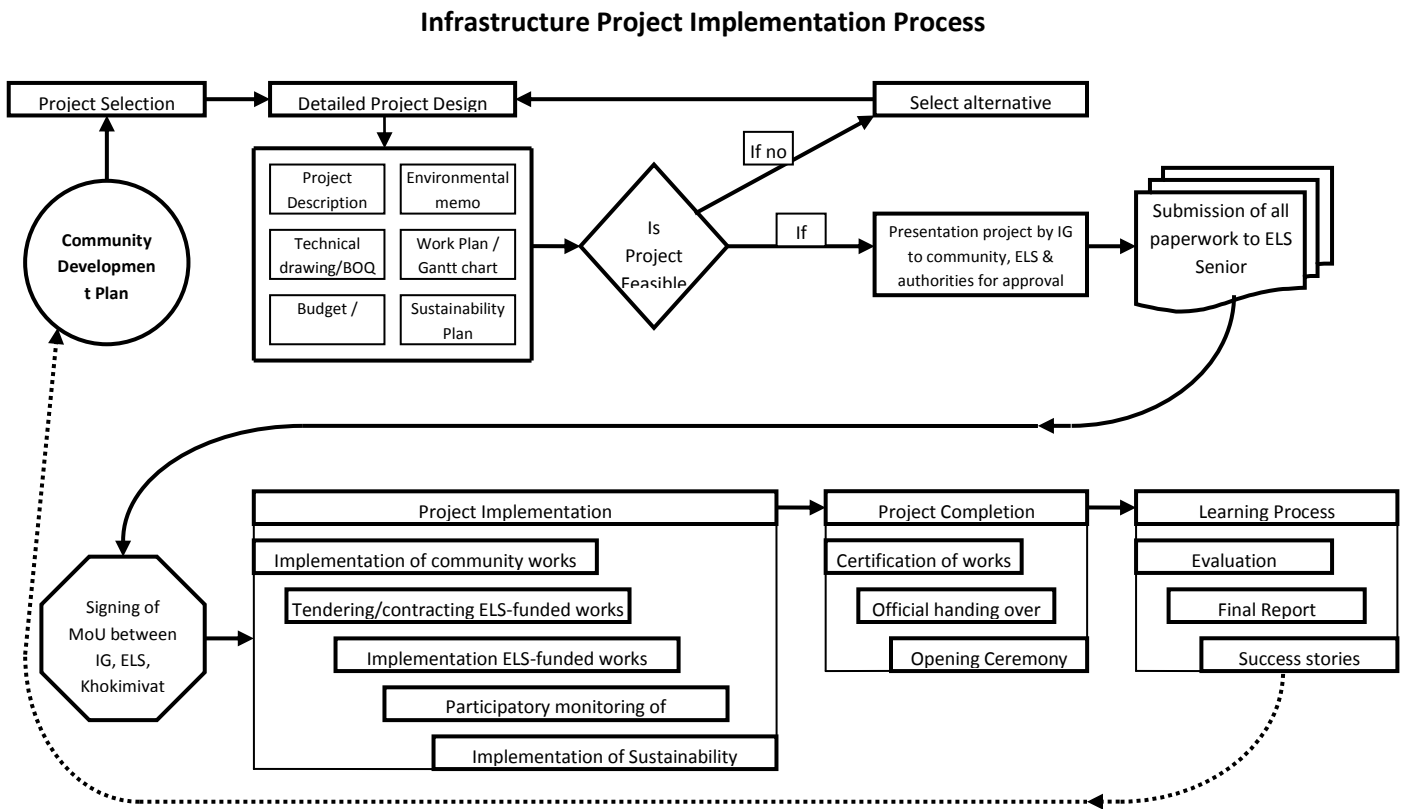 Infrastructure Project Implementation Process
Project Selection
Detailed Project Design
Select alternative
If no
Project
Description
Environmental
memo
Technical
drawing/BOQ
Work Plan /
Gantt chart
Budget /
Sustainability
Plan
Community
Developmen
t Plan
Is
Project
Feasible
If
Presentation project by IG
to community, ELS &
authorities for approval
Submission of all
paperwork to ELS
Senior
Signing of
MoU between
IG, ELS,
Khokimivat
Project Implementation
Implementation of community works
Tendering/contracting ELS-funded works
Implementation ELS-funded works
Participatory monitoring of
Implementation of Sustainability
Project Completion
Certification of works
Official handing over
Opening Ceremony
Learning Process
Evaluation
Final Report
Success stories